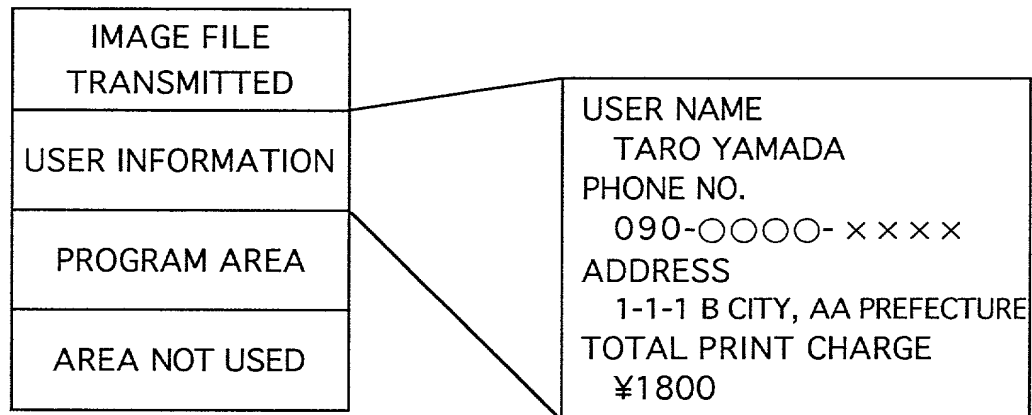 IMAGE FILE
TRANSMITTED
USER INFORMATION
PROGRAM AREA
AREA NOT USED
USER NAME
TARO YAMADA
PHONE NO.
090-○○○○-××××
ADDRESS
1-1-1 B CITY, AA PREFECTURE
TOTAL PRINT CHARGE
¥1800